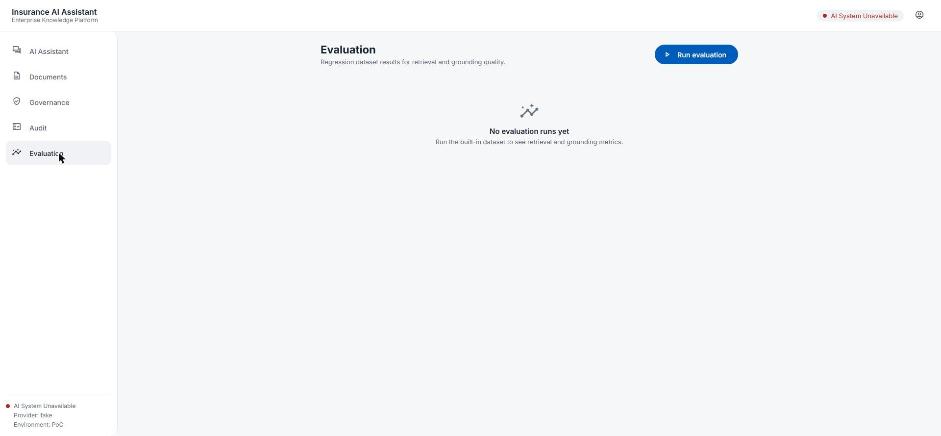 Insurance AI Assistant
Enterprise Knowledge Platform
AI System Unavailable
AI Assistant
Documents
Governance
Audit
Evaluation
Evaluation
Regression dataset results for retrieval and grounding quality.
Run evaluation
No evaluation runs yet
Run the built-in dataset to see retrieval and grounding metrics.
AI System Unavailable
Provider: fake
Environment: PoC